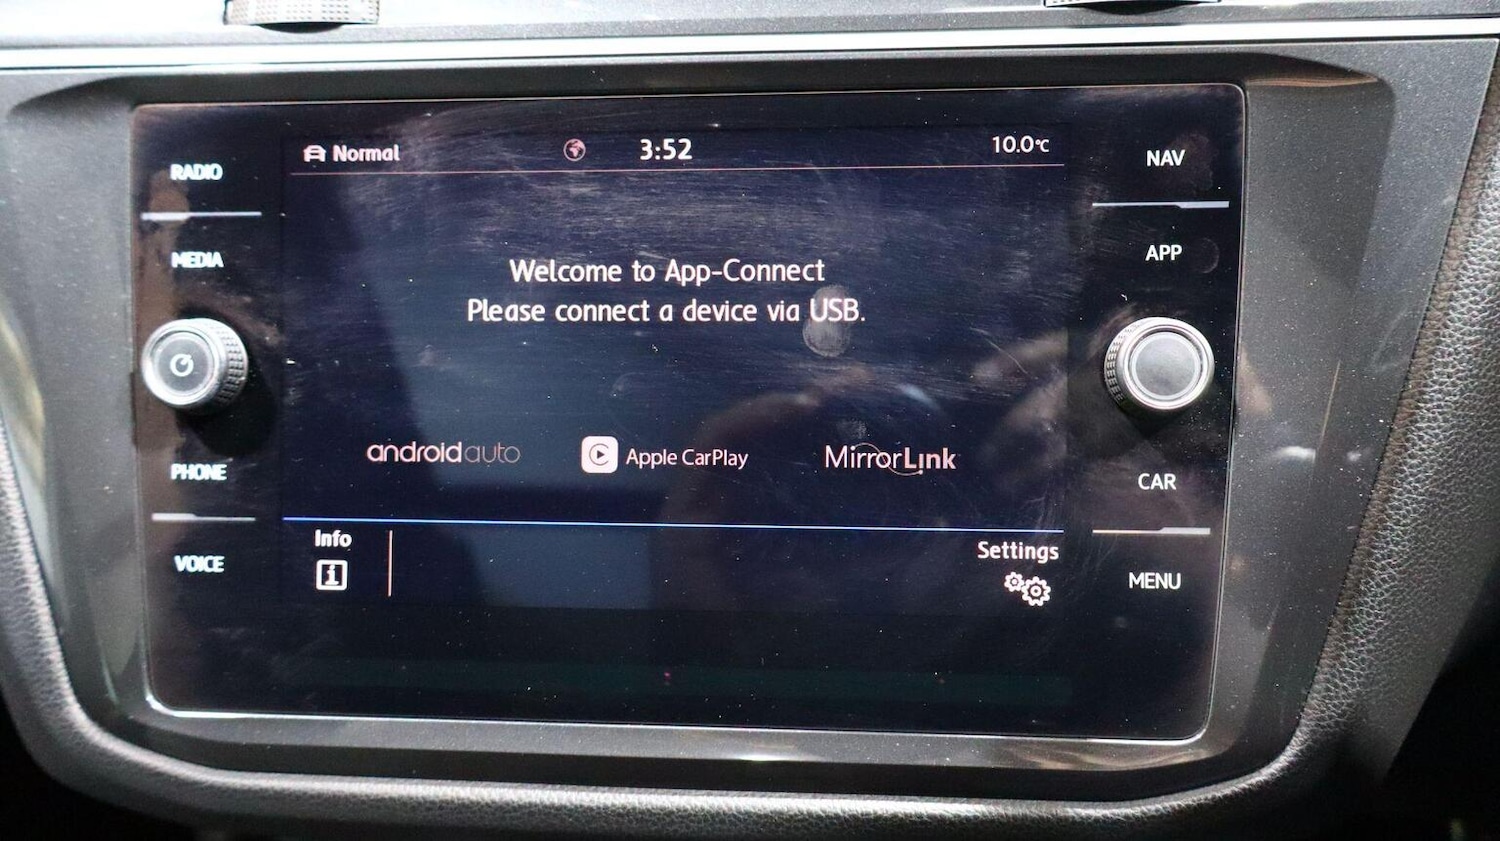 RADIO
MEDIA
PHONE
VOICE
Normal
3:52
10.0°C
Welcome to App-Connect
Please connect a device via USB.
androidauto
Apple CarPlay
MirrorLink
Info
Settings
NAV
APP
CAR
MENU